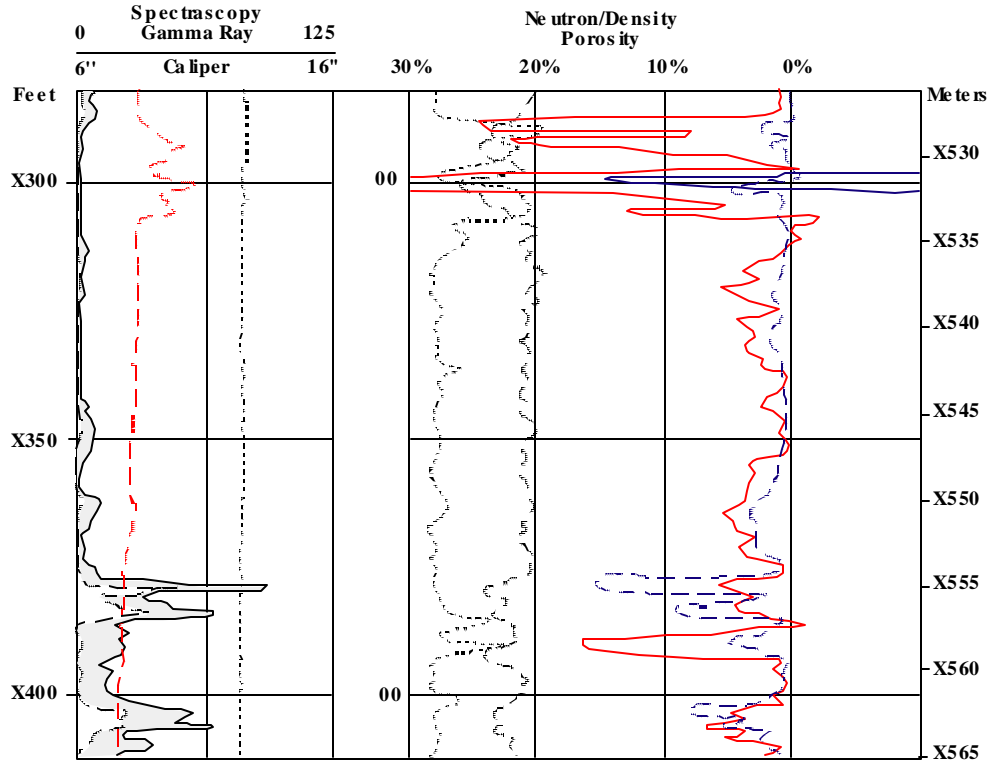 Spectroscopy
0 Gamma Ray 125
6" Caliper 16"
Neutron/Density
Porosity
30% 20% 10% 0%
Feet
Meters
X530
X300
00
X535
X540
X545
X350
X550
X555
X560
X400
00
X565